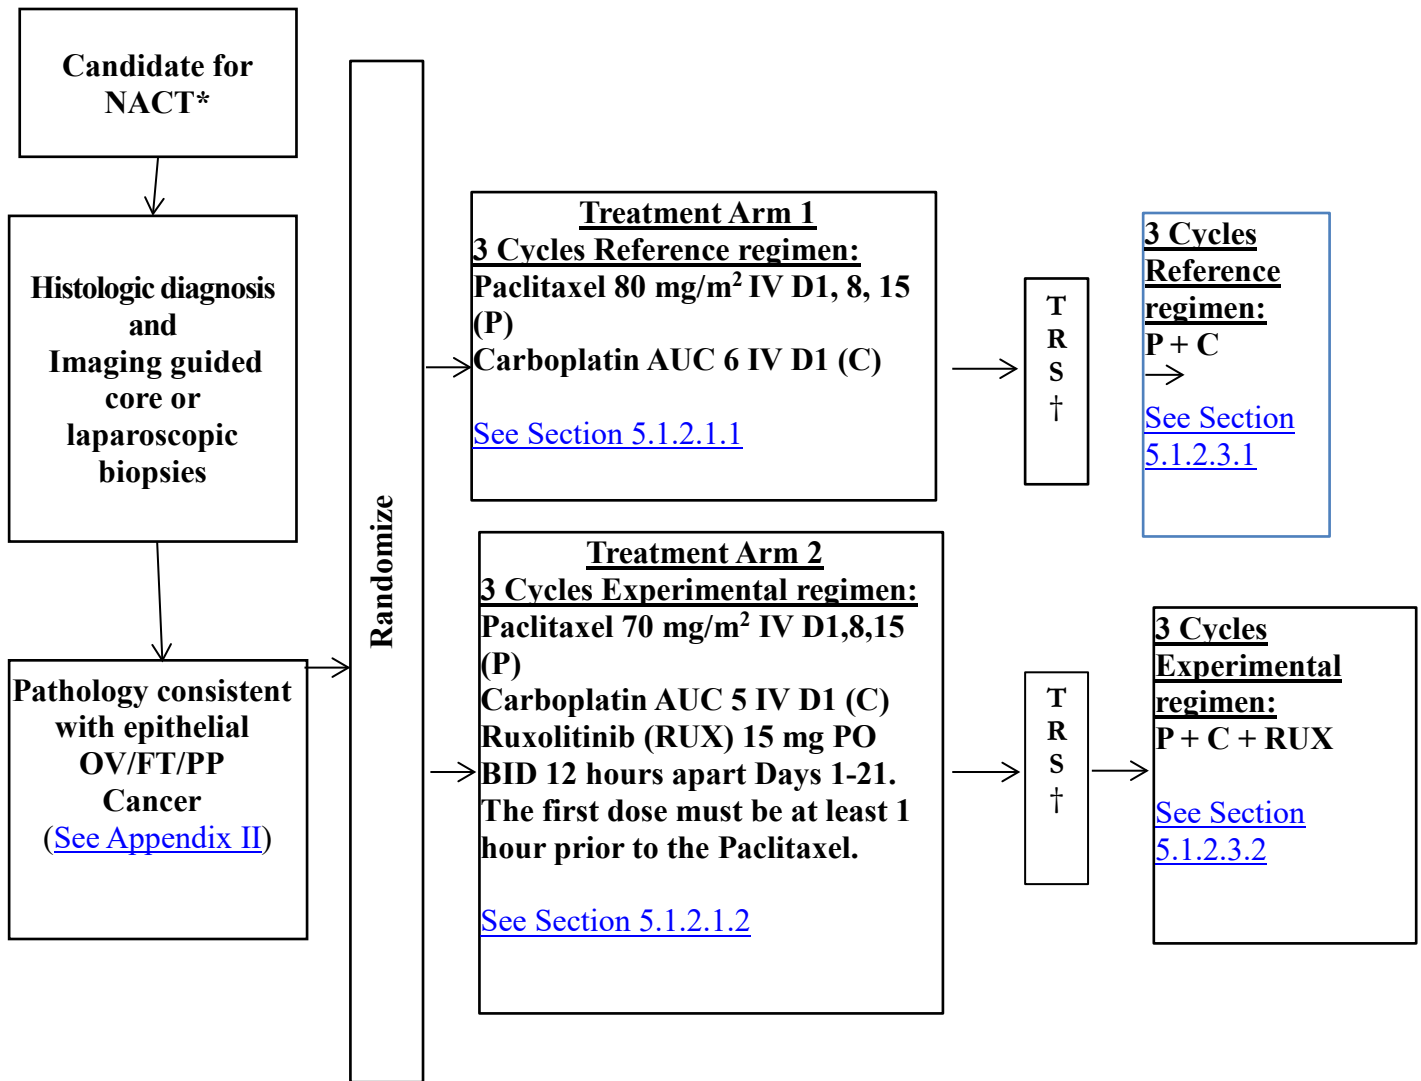 Candidate for
NACT*
Histologic diagnosis
and
Imaging guided
core or
laparoscopic
biopsies
Pathology consistent
with epithelial
OV/FT/PP
Cancer
(See Appendix II)
Randomize
Treatment Arm 1
3 Cycles Reference regimen:
Paclitaxel 80 mg/m² IV D1, 8, 15
(P)
Carboplatin AUC 6 IV D1 (C)
See Section 5.1.2.1.1
T
R
S
†
3 Cycles
Reference
regimen:
P + C
See Section
5.1.2.3.1
Treatment Arm 2
3 Cycles Experimental regimen:
Paclitaxel 70 mg/m² IV D1,8,15
(P)
Carboplatin AUC 5 IV D1 (C)
Ruxolitinib (RUX) 15 mg PO
BID 12 hours apart Days 1-21.
The first dose must be at least 1
hour prior to the Paclitaxel.
See Section 5.1.2.1.2
T
R
S
†
3 Cycles
Experimental
regimen:
P + C + RUX
See Section
5.1.2.3.2